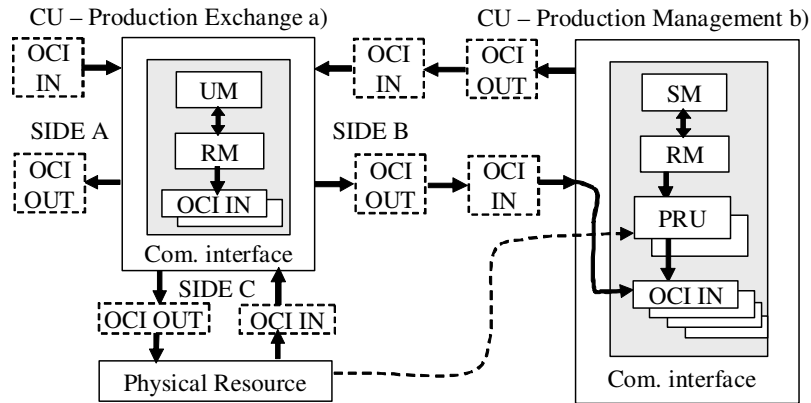 CU – Production Exchange a)
CU – Production Management b)
OCI
IN
UM
RM
OCI IN
Com. interface
SIDE A
OCI
OUT
SIDE B
OCI
IN
OCI
OUT
OCI
OUT
OCI
IN
SM
RM
PRU
OCI IN
Com. interface
SIDE C
OCI OUT
OCI IN
Physical Resource